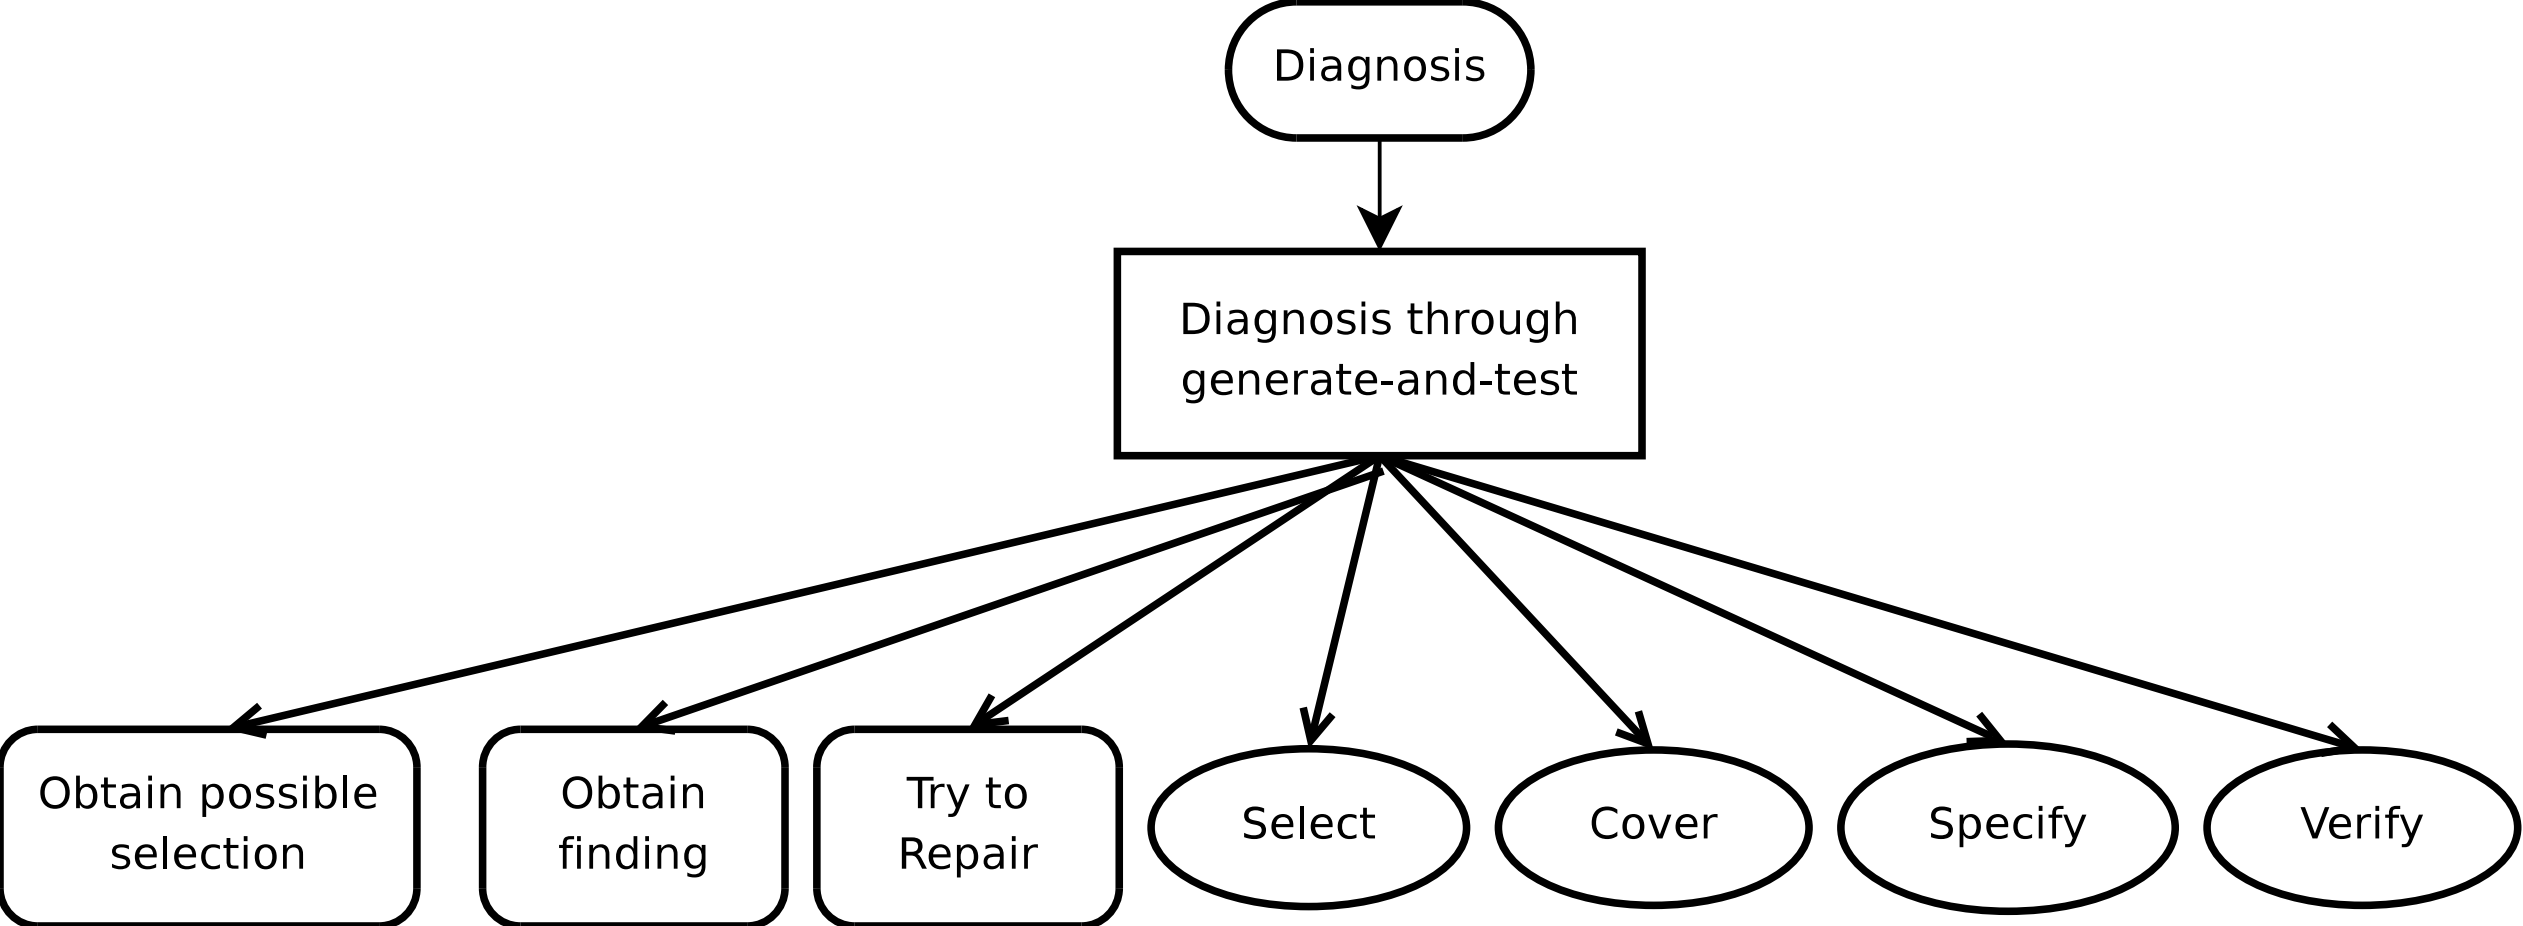 Diagnosis
Diagnosis through
generate-and-test
Obtain possible
selection
Obtain
finding
Try to
Repair
Select
Cover
Specify
Verify